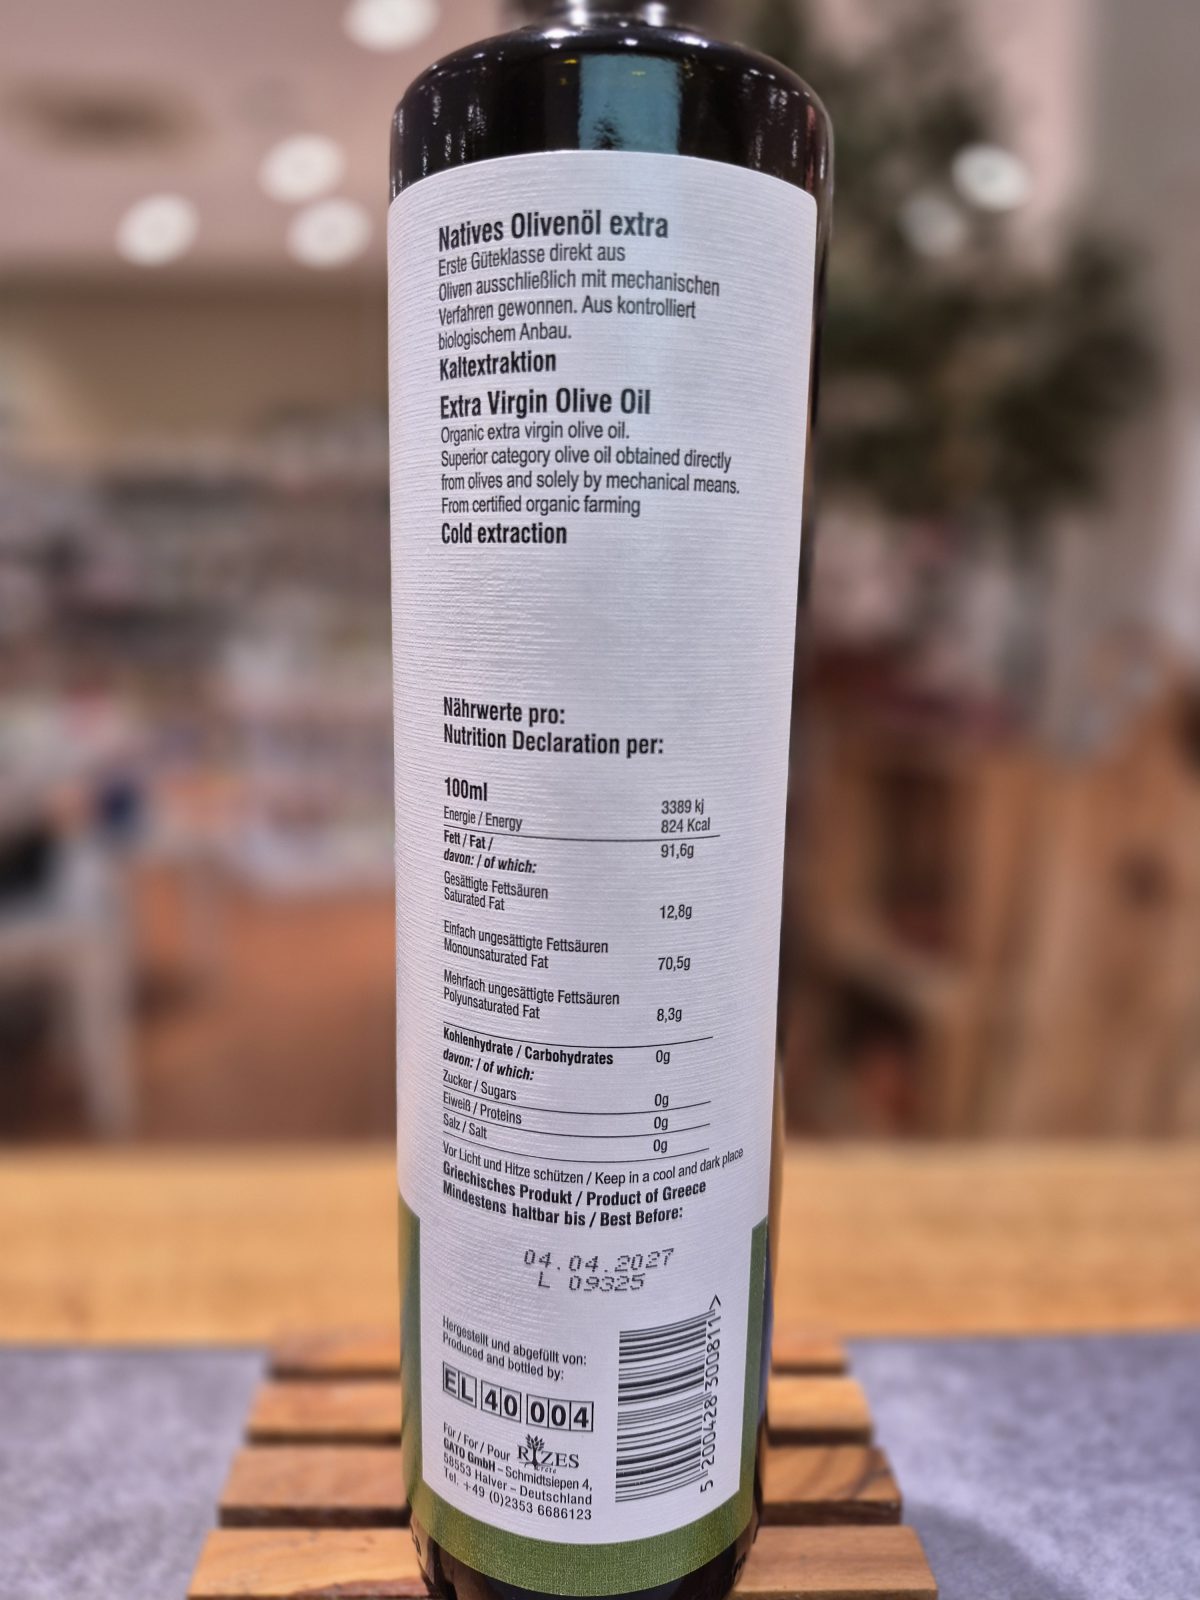 Natives Olivenöl extra
Erste Güteklasse direkt aus
Oliven ausschließlich mit mechanischen
Verfahren gewonnen. Aus kontrolliert
biologischem Anbau.
Kaltextraktion
Extra Virgin Olive Oil
Organic extra virgin olive oil.
Superior category olive oil obtained directly
from olives and solely by mechanical means.
From certified organic farming
Cold extraction
Nährwerte pro:
Nutrition Declaration per:
100ml
3389 kj
Energie / Energy 824 Kcal
Fett / Fat / 91,6g
davon: / of which:
Gesättigte Fettsäuren
Saturated Fat 12,8g
Einfach ungesättigte Fettsäuren
Monounsaturated Fat 70,5g
Mehrfach ungesättigte Fettsäuren
Polyunsaturated Fat 8,3g
Kohlenhydrate / Carbohydrates 0g
davon: / of which:
Zucker / Sugars 0g
Eiweiß / Proteins 0g
Salz / Salt 0g
Vor Licht und Hitze schützen / Keep in a cool and dark place
Griechisches Produkt / Product of Greece
Mindestens haltbar bis / Best Before:
04.04.2027
L 09325
Hergestellt und abgefüllt von:
Produced and bottled by:
EL 40 004
Für / For / Pour RIZES
Crete
GATO GmbH – Schmidtsiepen 4,
58553 Halver – Deutschland
Tel. +49 (0)2353 6686123
5 200428 300811 >